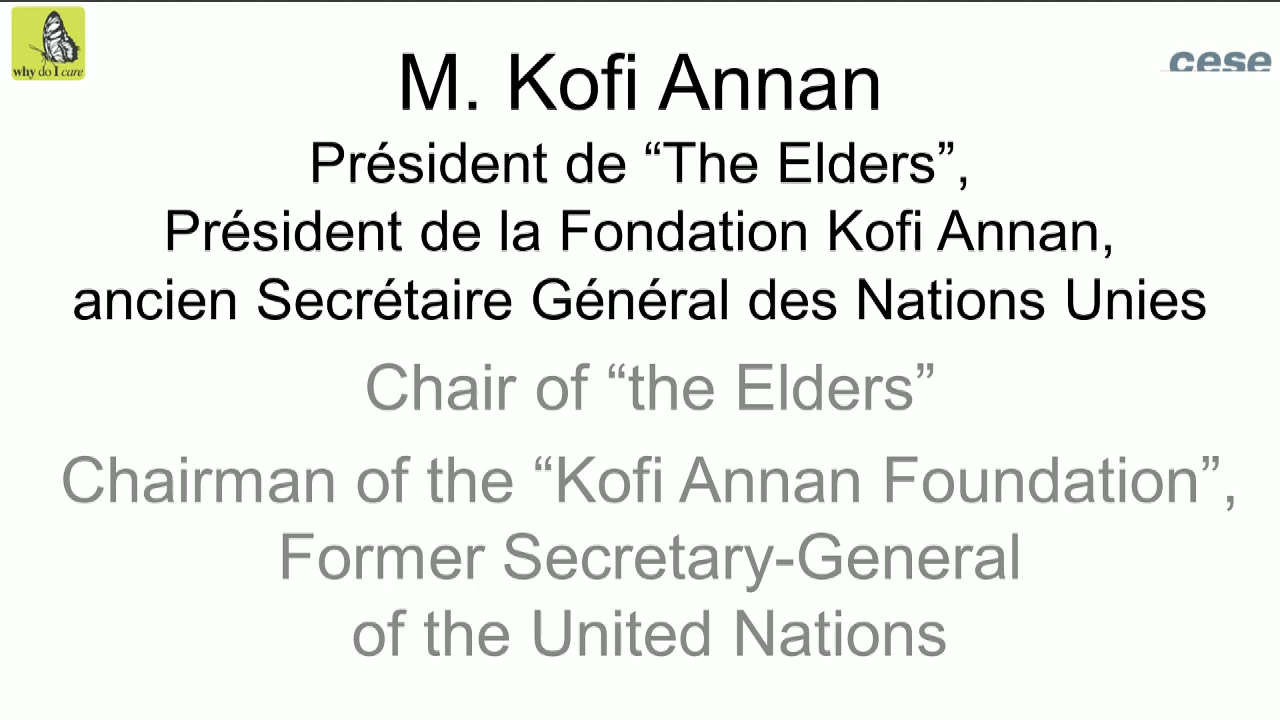 why do I care
cese
M. Kofi Annan
Président de “The Elders”,
Président de la Fondation Kofi Annan,
ancien Secrétaire Général des Nations Unies
Chair of “the Elders”
Chairman of the “Kofi Annan Foundation”,
Former Secretary-General
of the United Nations